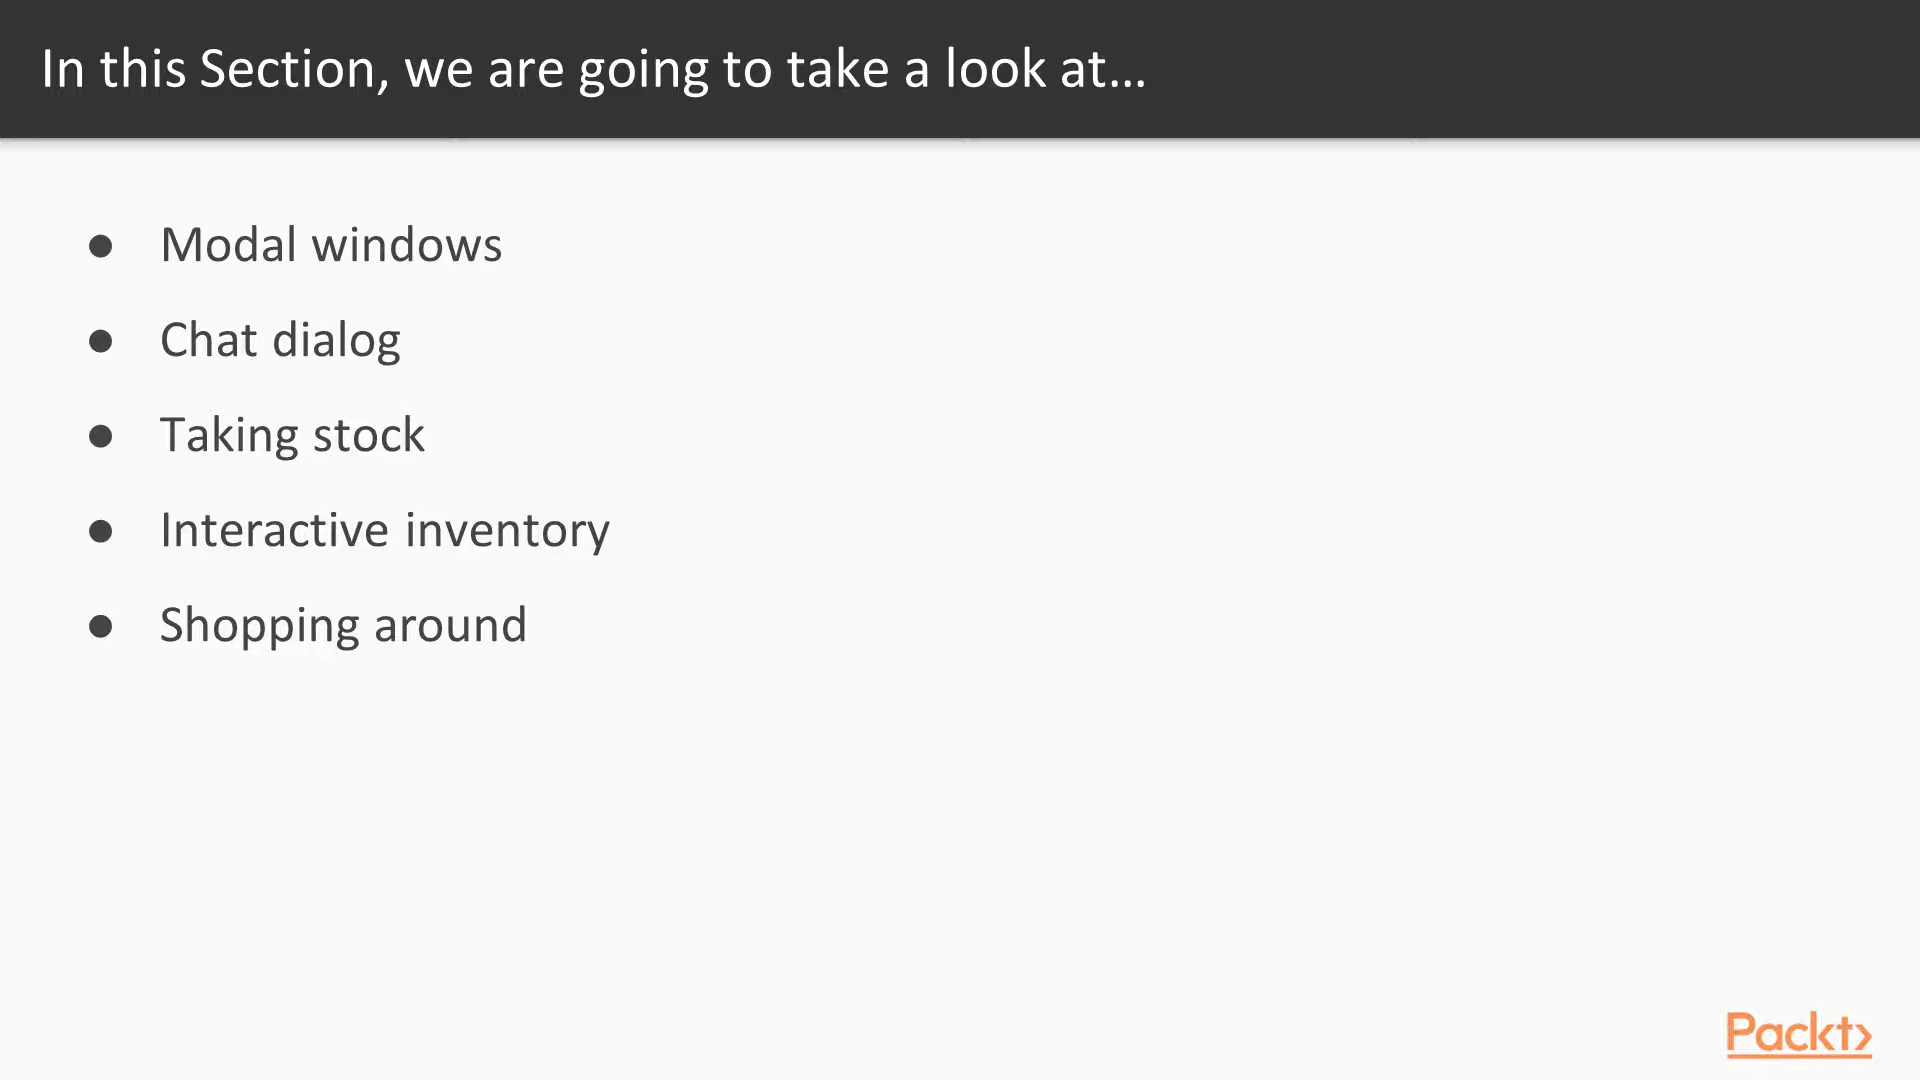 In this Section, we are going to take a look at...
● Modal windows
● Chat dialog
● Taking stock
● Interactive inventory
● Shopping around
Packt>